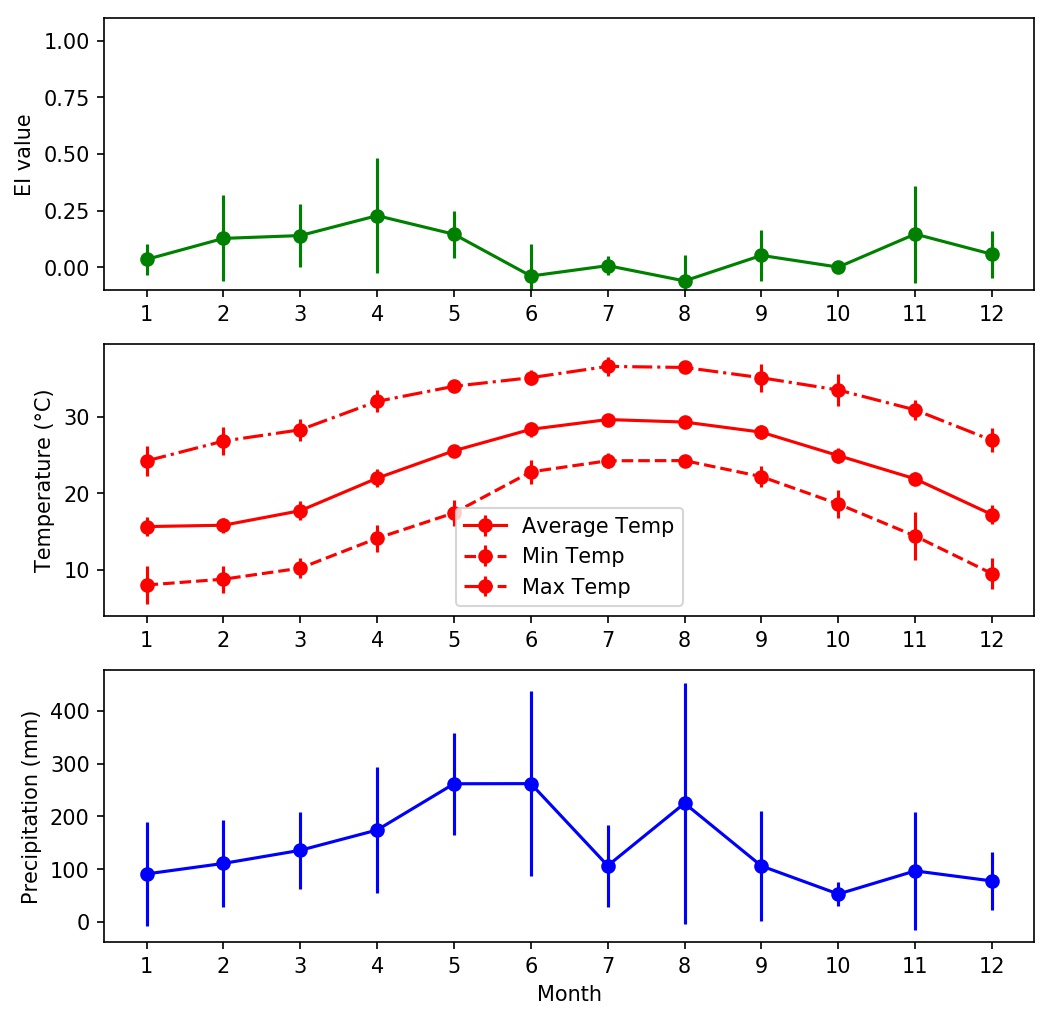 EI value
1.00
0.75
0.50
0.25
0.00
1 2 3 4 5 6 7 8 9 10 11 12
Temperature (°C)
30
20
10
Average Temp
Min Temp
Max Temp
1 2 3 4 5 6 7 8 9 10 11 12
Precipitation (mm)
400
300
200
100
0
1 2 3 4 5 6 7 8 9 10 11 12
Month